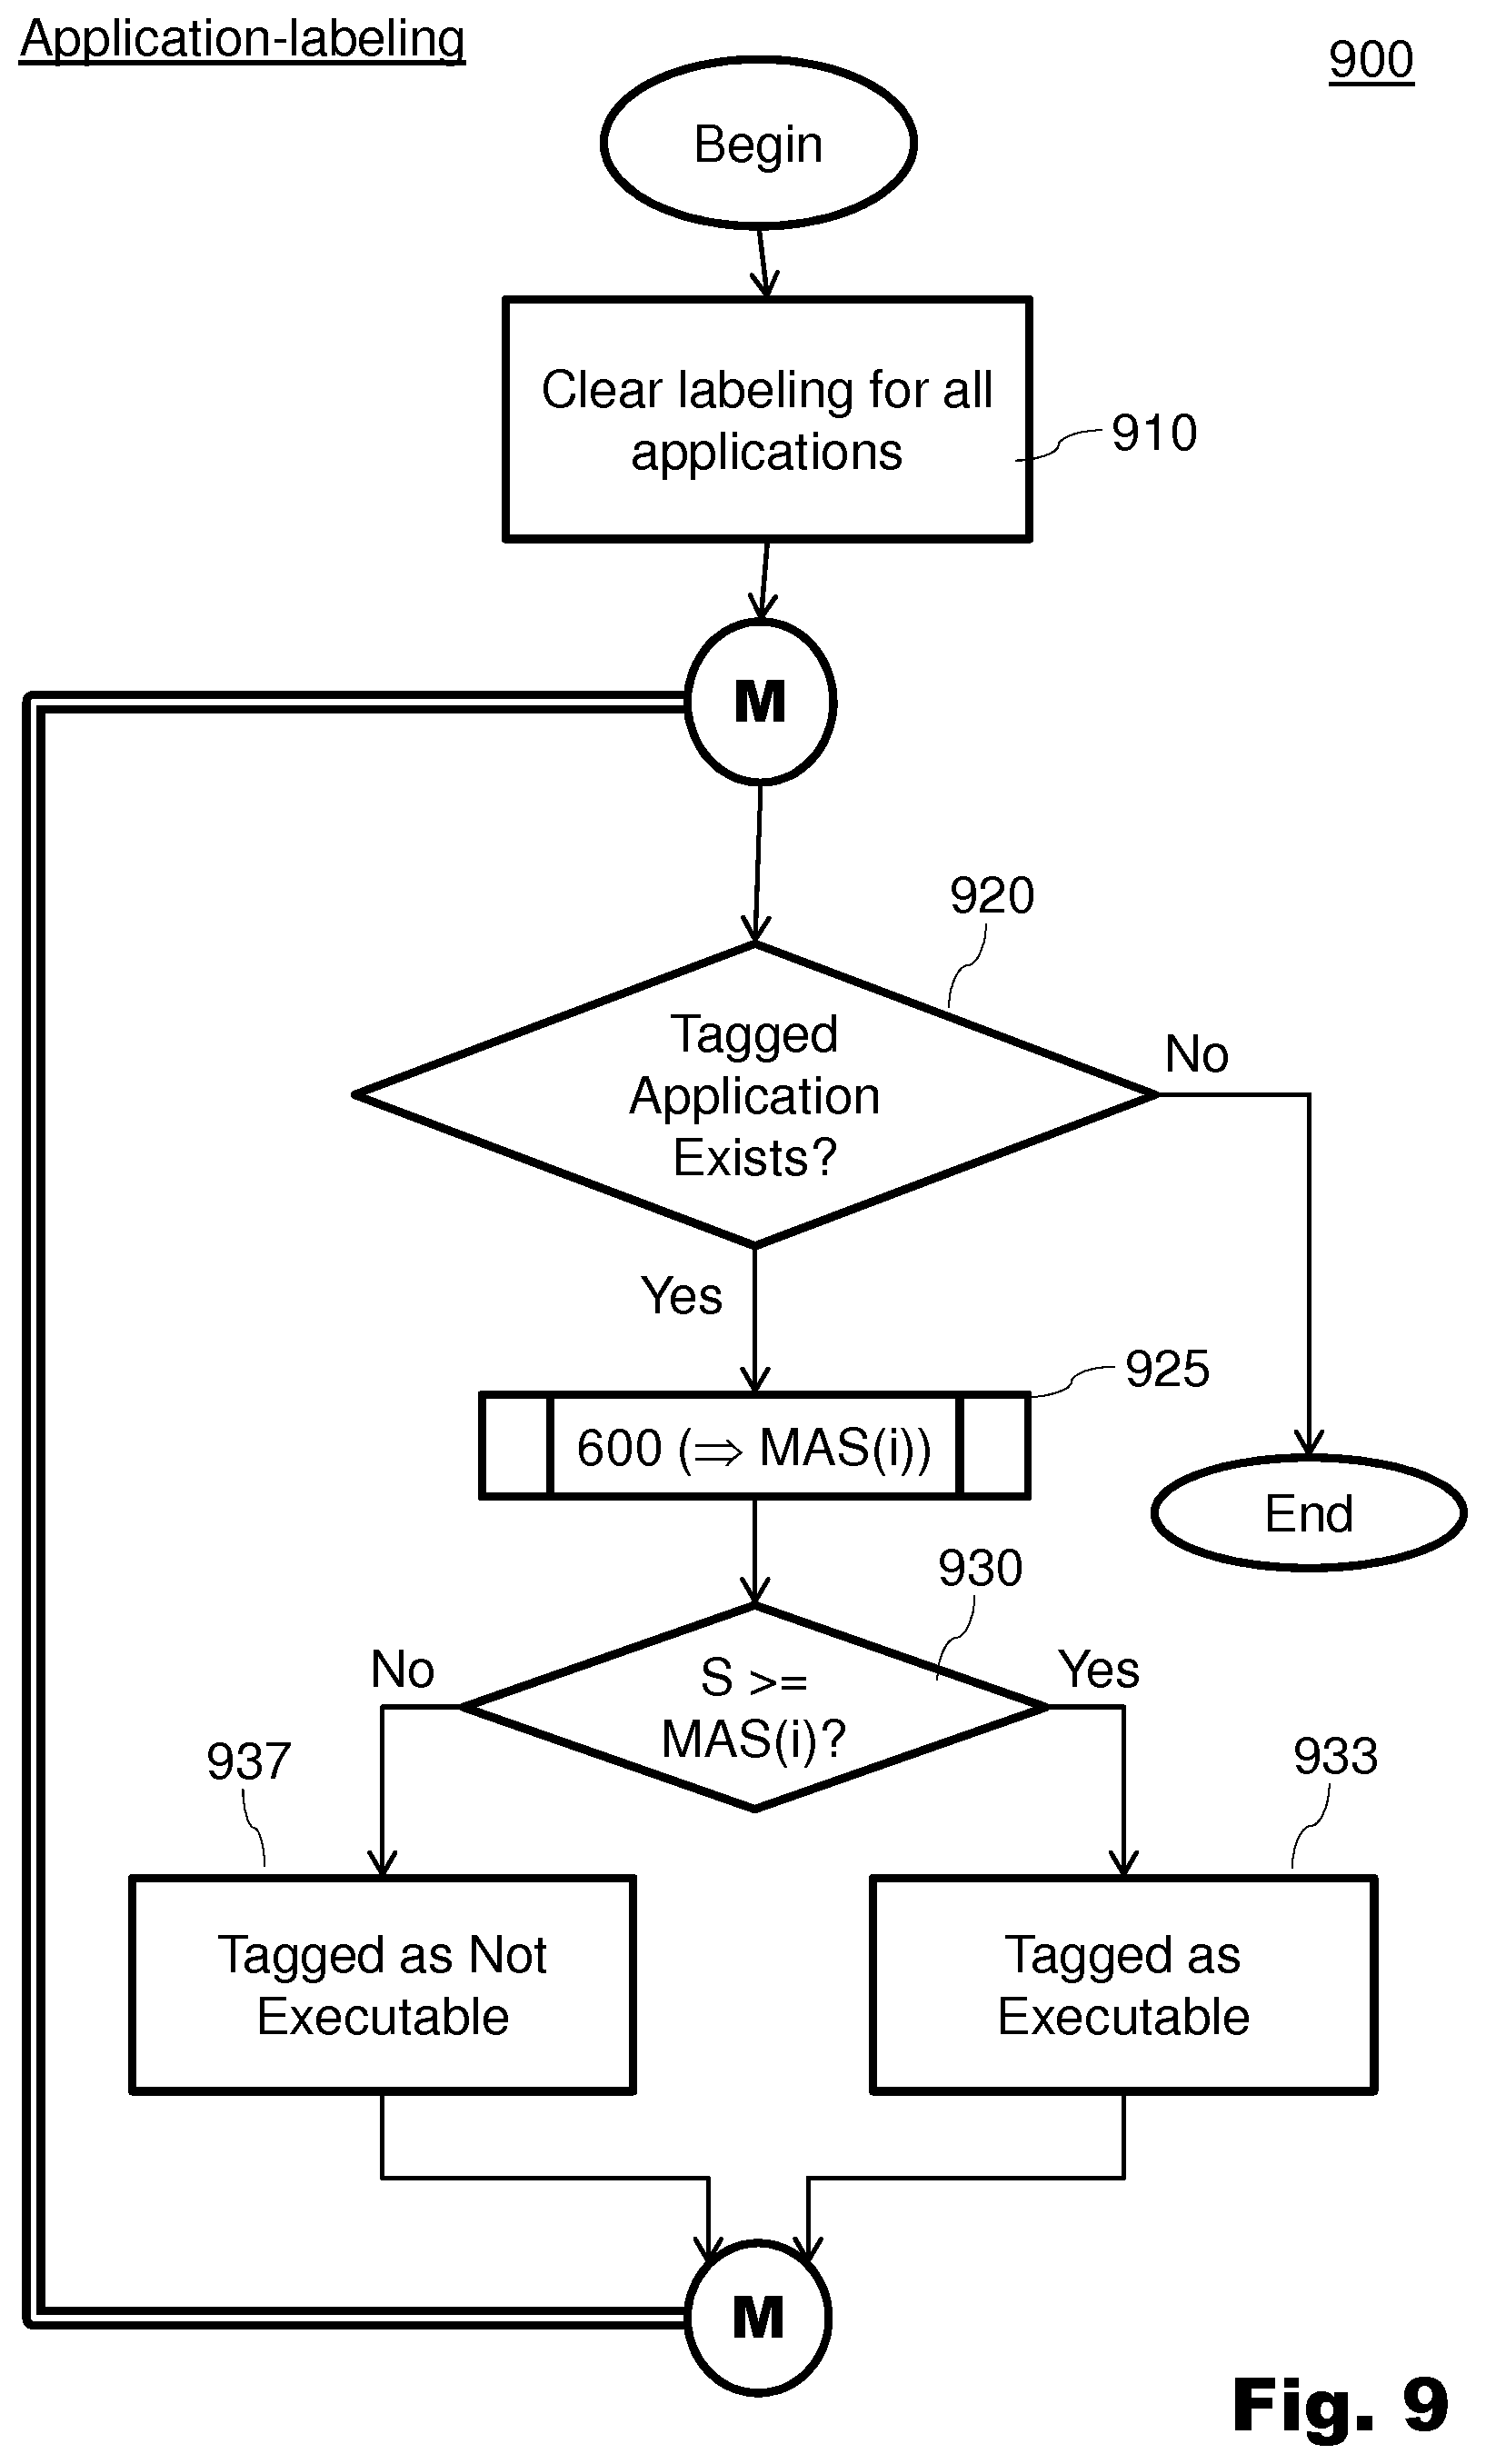 Application-labeling
900
Begin
Clear labeling for all
applications
910
M
920
Tagged
Application
Exists?
No
Yes
925
600 (⇒ MAS(i))
End
930
No
S >=
MAS(i)?
Yes
937
933
Tagged as Not
Executable
Tagged as
Executable
M
Fig. 9